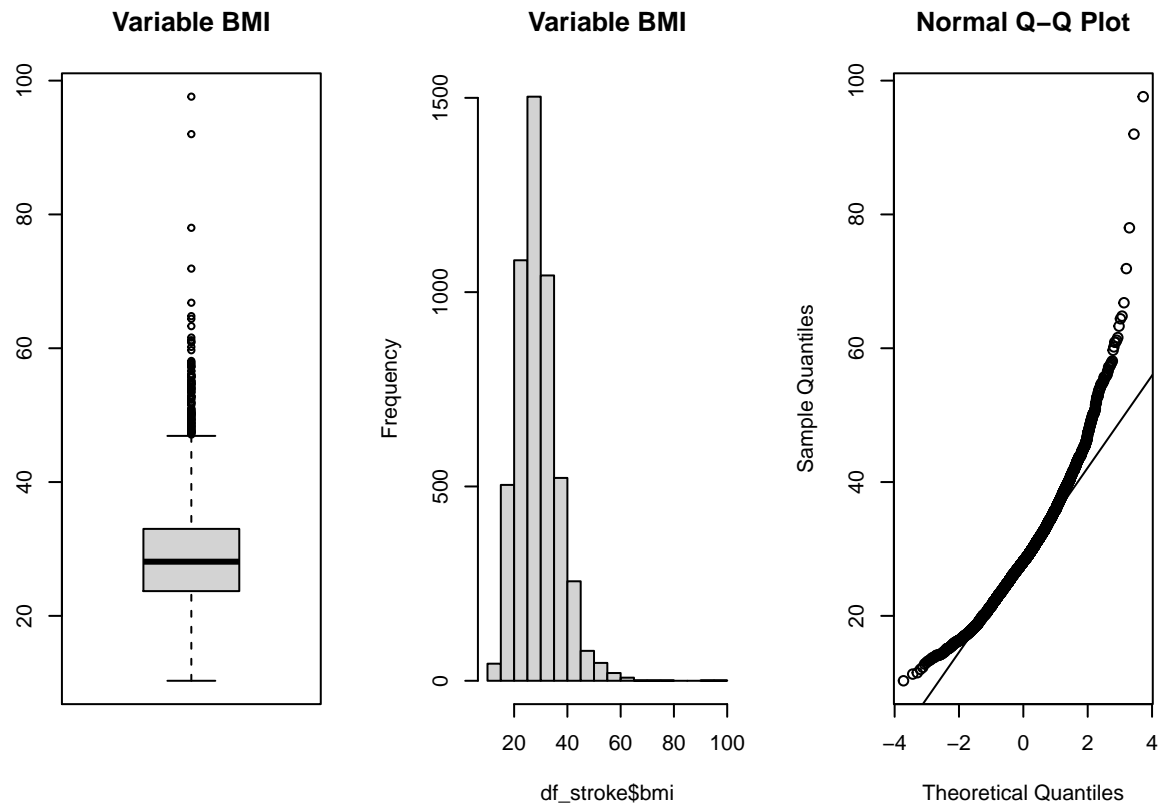 Variable BMI
100
80
60
40
20
Variable BMI
Frequency
1500
1000
500
0
20 40 60 80 100
df_stroke$bmi
Normal Q−Q Plot
Sample Quantiles
100
80
60
40
20
−4 −2 0 2 4
Theoretical Quantiles